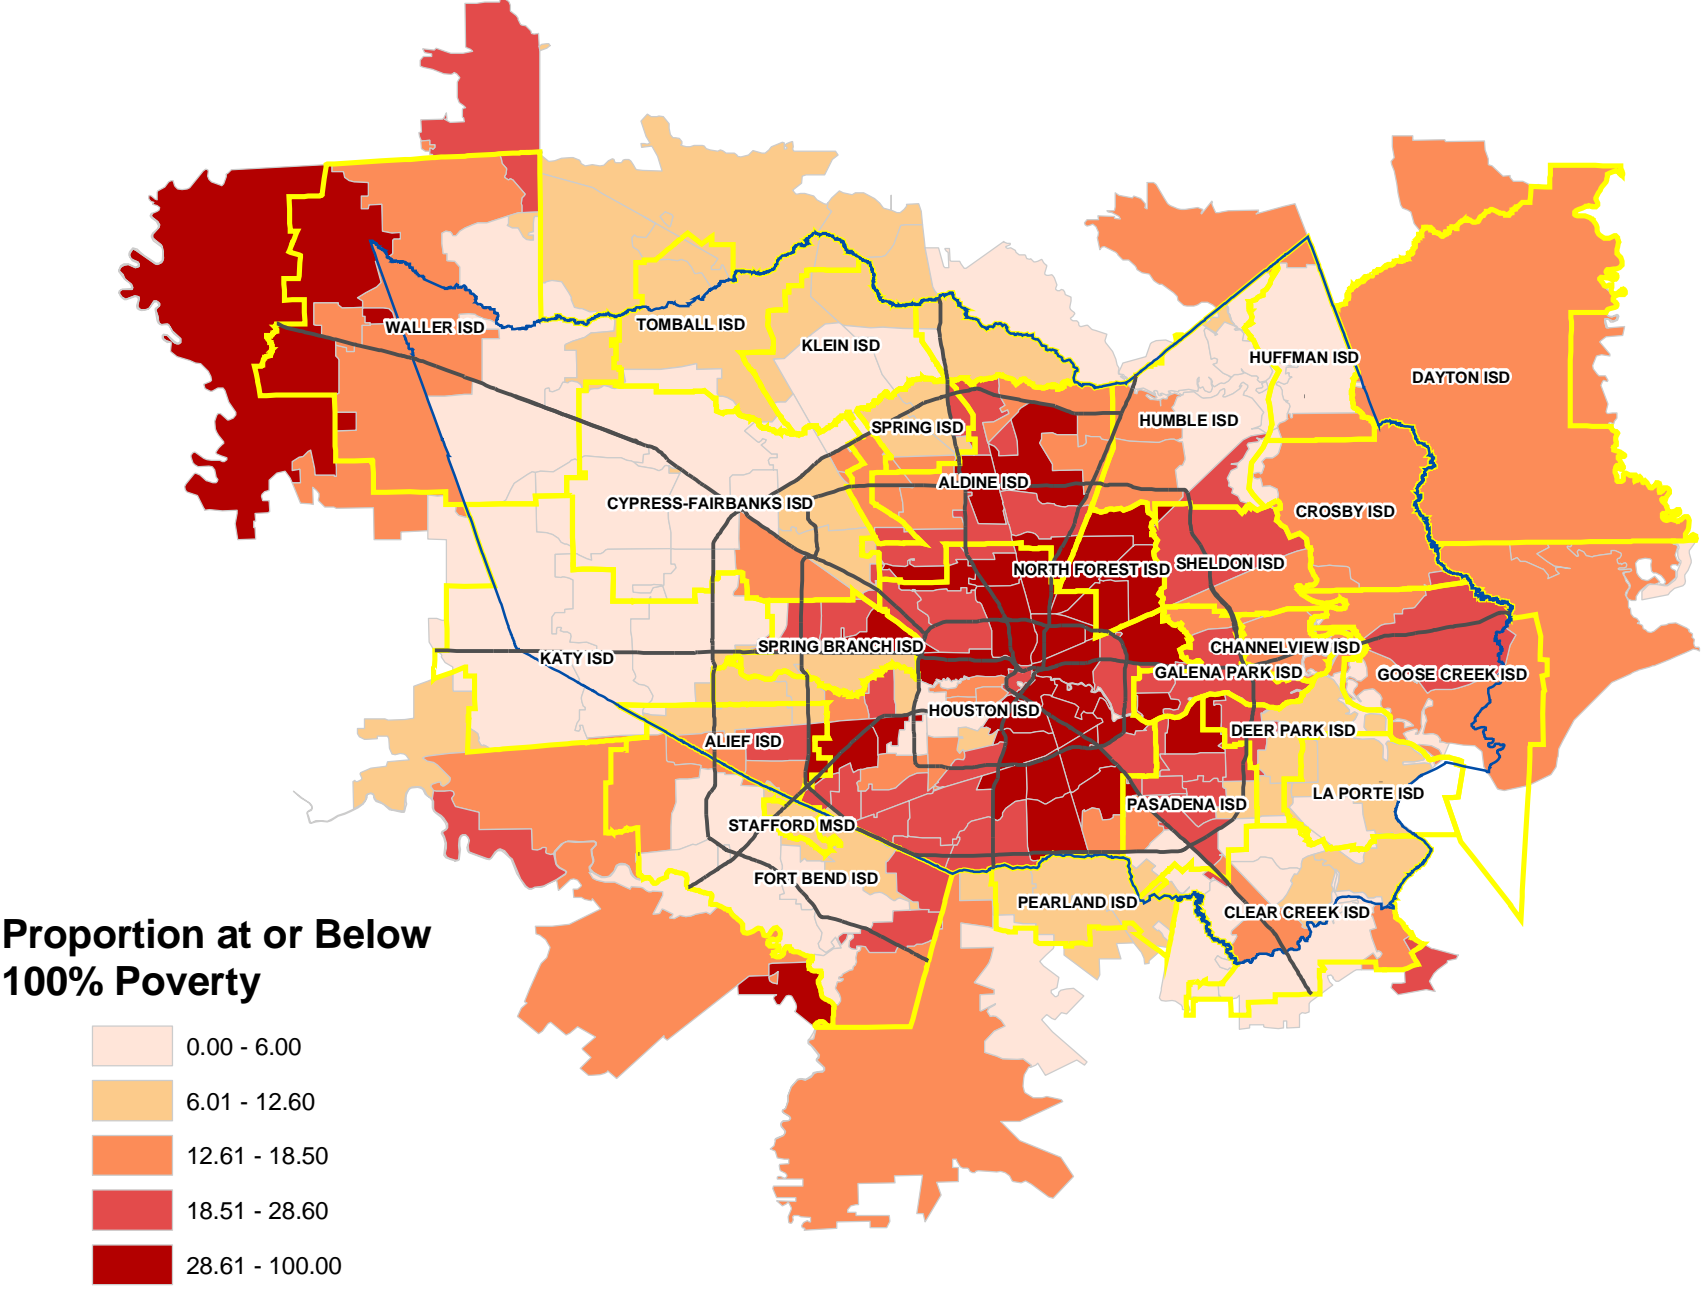 WALLER ISD
TOMBALL ISD
KLEIN ISD
HUFFMAN ISD
DAYTON ISD
SPRING ISD
HUMBLE ISD
ALDINE ISD
CYPRESS-FAIRBANKS ISD
CROSBY ISD
NORTH FOREST ISD
SHELDON ISD
SPRING BRANCH ISD
CHANNELVIEW ISD
KATY ISD
GALENA PARK ISD
GOOSE CREEK ISD
HOUSTON ISD
ALIEF ISD
DEER PARK ISD
LA PORTE ISD
PASADENA ISD
STAFFORD MSD
FORT BEND ISD
PEARLAND ISD
CLEAR CREEK ISD
Proportion at or Below
100% Poverty
0.00 - 6.00
6.01 - 12.60
12.61 - 18.50
18.51 - 28.60
28.61 - 100.00